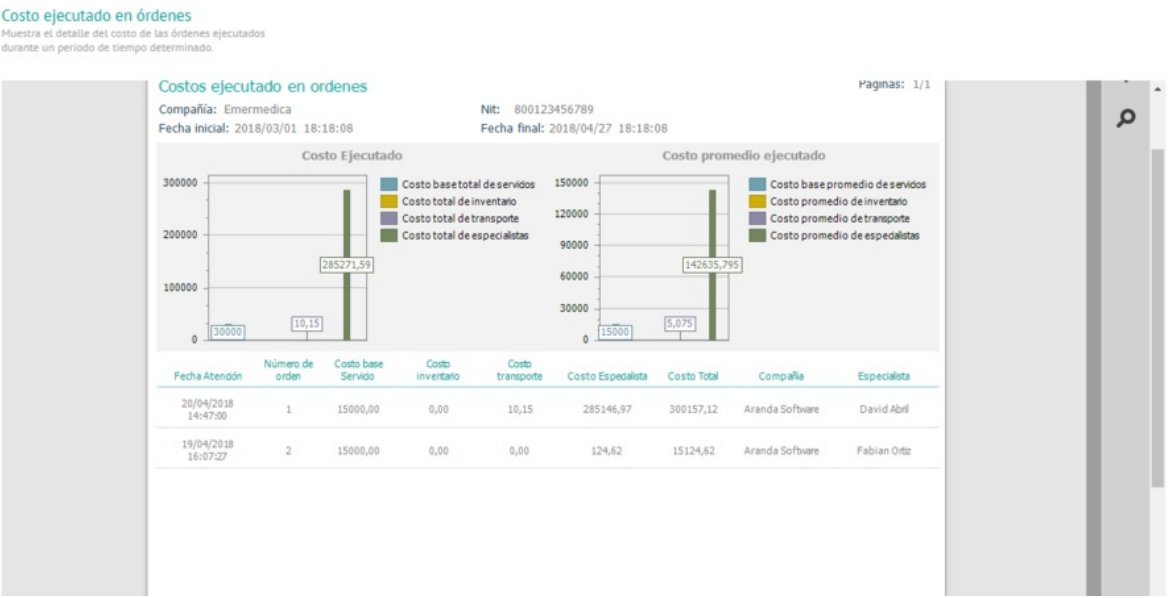 Costo ejecutado en órdenes
Muestra el detalle del costo de las órdenes ejecutados
durante un periodo de tiempo determinado.
Costos ejecutado en ordenes
Paginas: 1/1
Compañía: Emermedica
Nit: 800123456789
Fecha inicial: 2018/03/01 18:18:08
Fecha final: 2018/04/27 18:18:08
Costo Ejecutado
300000
200000
100000
0
30000
10,15
285271,59
Costo base total de servicios
Costo total de inventario
Costo total de transporte
Costo total de especialistas
Costo promedio ejecutado
150000
120000
90000
60000
30000
0
15000
5,075
142635,795
Costo base promedio de servicios
Costo promedio de inventario
Costo promedio de transporte
Costo promedio de especialistas
Fecha Atención Número de orden Costo base Servicio Costo inventario Costo transporte Costo Especialista Costo Total Compañia Especialista
20/04/2018 14:47:00 1 15000,00 0,00 10,15 285146,97 300157,12 Aranda Software David Abril
19/04/2018 16:07:27 2 15000,00 0,00 0,00 124,62 15124,62 Aranda Software Fabian Ortiz